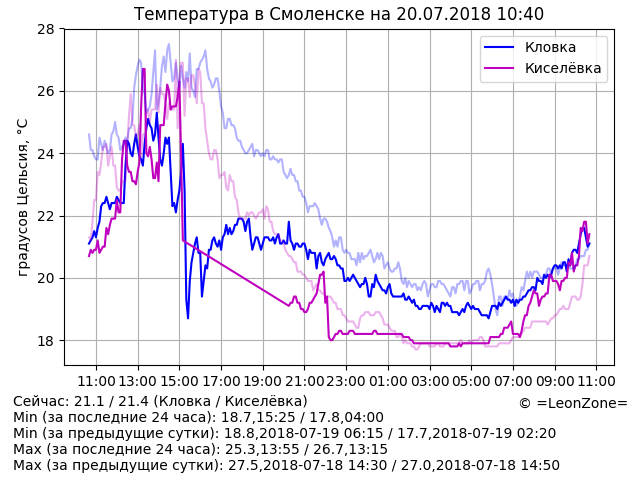 Температура в Смоленске на 20.07.2018 10:40
28
Кловка
Киселёвка
26
24
22
20
18
градусов Цельсия, °C
11:00 13:00 15:00 17:00 19:00 21:00 23:00 01:00 03:00 05:00 07:00 09:00 11:00
Сейчас: 21.1 / 21.4 (Кловка / Киселёвка)
© =LeonZone=
Min (за последние 24 часа): 18.7,15:25 / 17.8,04:00
Min (за предыдущие сутки): 18.8,2018-07-19 06:15 / 17.7,2018-07-19 02:20
Max (за последние 24 часа): 25.3,13:55 / 26.7,13:15
Max (за предыдущие сутки): 27.5,2018-07-18 14:30 / 27.0,2018-07-18 14:50